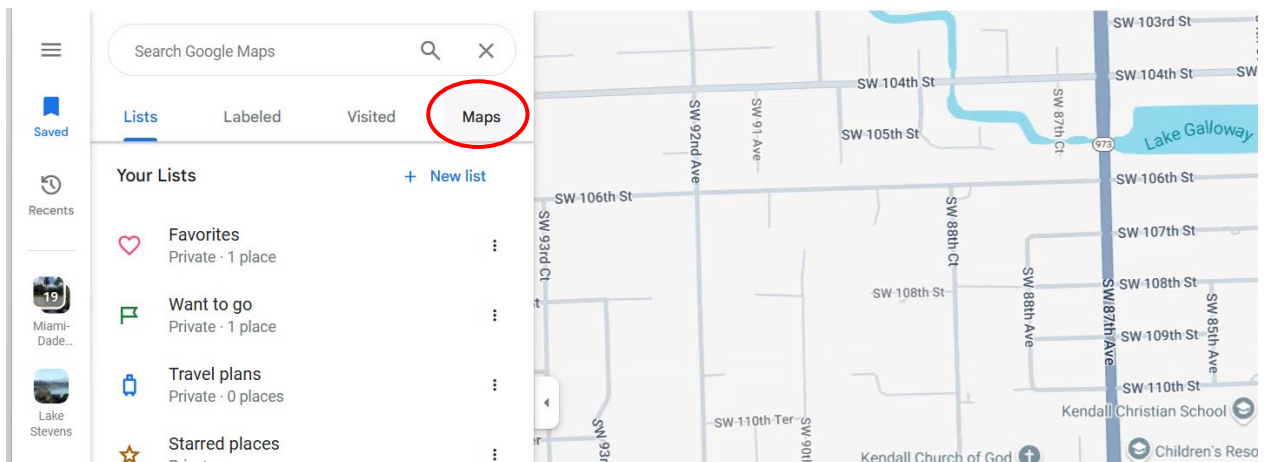 Search Google Maps
Saved
Recents
19
Miami-
Dade...
Lake
Stevens
Lists
Labeled
Visited
Maps
Your Lists
+ New list
Favorites
Private · 1 place
Want to go
Private · 1 place
Travel plans
Private · 0 places
Starred places
SW 103rd St
SW 104th St
SW 104th St
SW
SW 92nd Ave
SW 91 Ave
SW 87th Ct
SW 105th St
973
Lake Galloway
SW 106th St
SW 106th St
SW 93rd Ct
SW 88th Ct
SW 107th St
SW 108th St
SW 88th Ave
SW 87th Ave
SW 108th St
SW 85th Ave
SW 109th St
SW 110th St
Kendall Christian School
SW 110th Ter
Kendall Church of God
Children's Reso